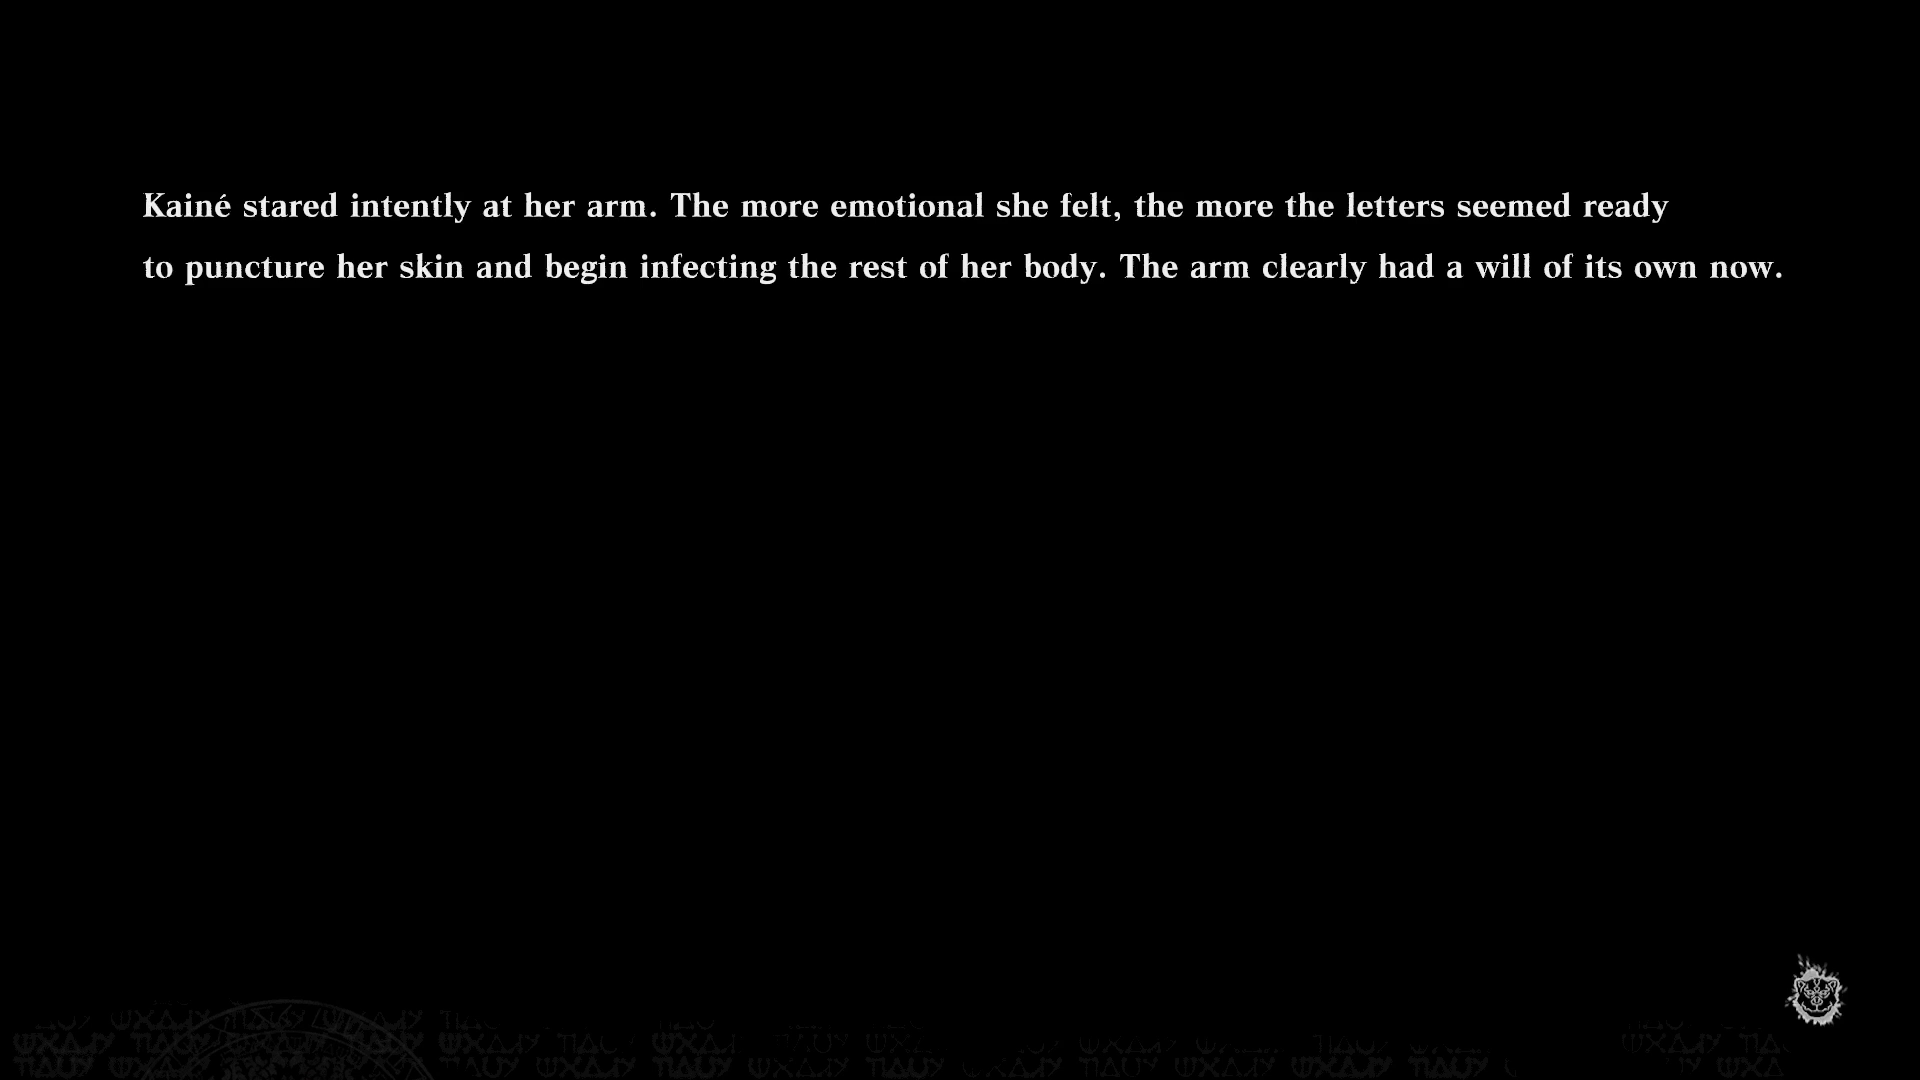 Kainé stared intently at her arm. The more emotional she felt, the more the letters seemed ready
to puncture her skin and begin infecting the rest of her body. The arm clearly had a will of its own now.